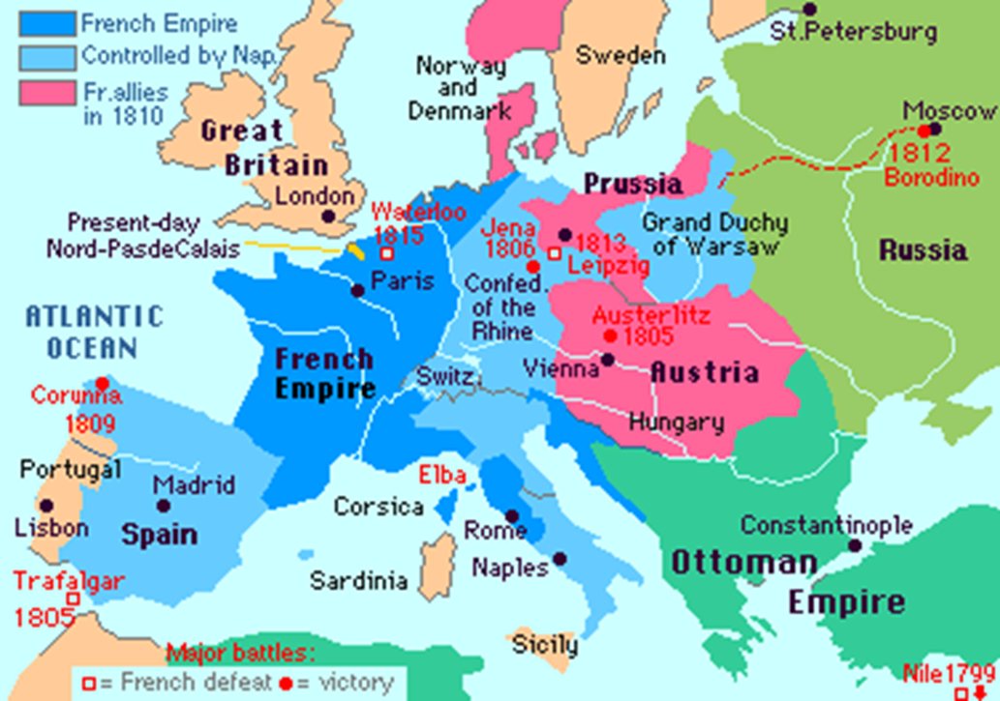 French Empire
Controlled by Nap.
Fr.allies
in 1810
St.Petersburg
Sweden
Norway
and
Denmark
Moscow
1812
Borodino
Great
Britain
London
Prussia
Present-day
Nord-PasdeCalais
Waterloo
1815
Jena
1806
1813
Leipzig
Grand Duchy
of Warsaw
Russia
Paris
Confed.
of the
Rhine
ATLANTIC
OCEAN
Austerlitz
1805
French
Empire
Switz.
Vienna
Austria
Corunna
1809
Hungary
Portugal
Madrid
Elba
Corsica
Lisbon
Spain
Rome
Constantinople
Naples
Ottoman
Empire
Sardinia
Trafalgar
1805
Sicily
Major battles:
= French defeat
= victory
Nile1799